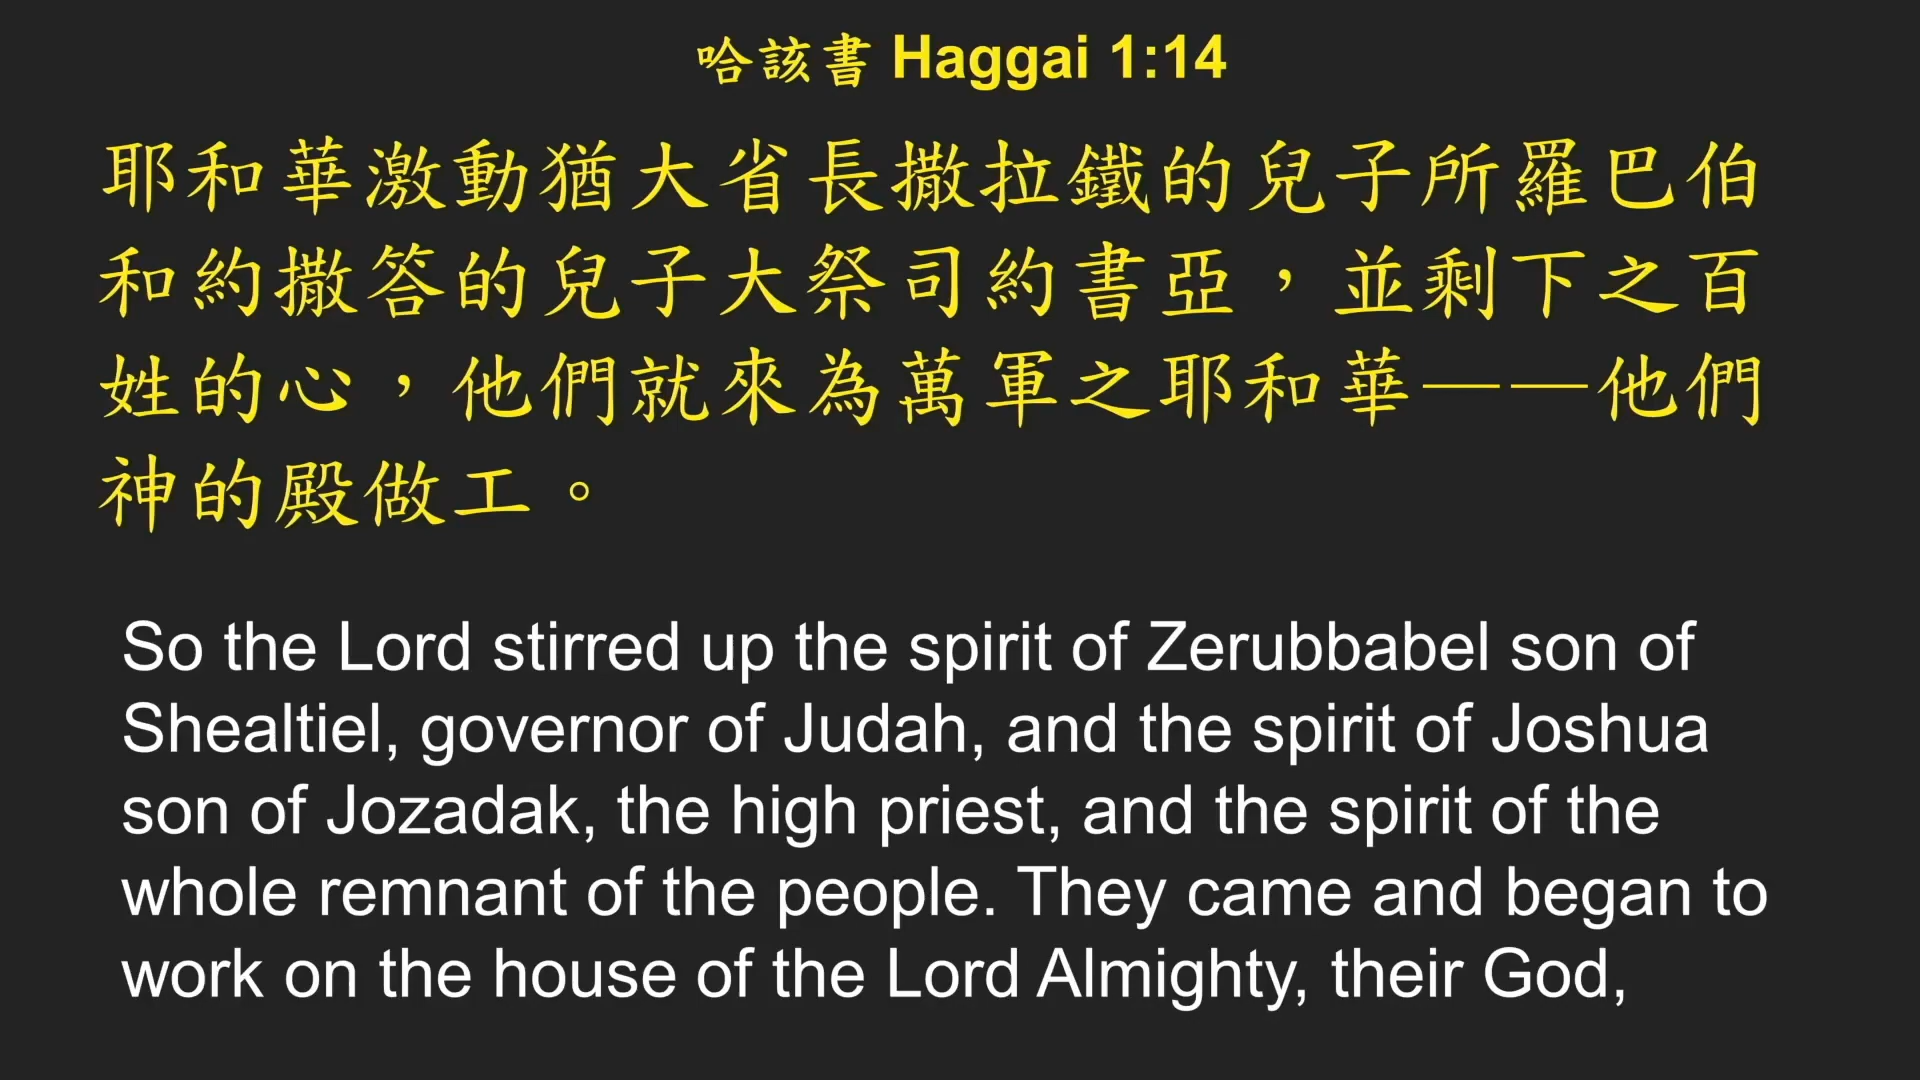 哈該書 Haggai 1:14
耶和華激動猶大省長撒拉鐵的兒子所羅巴伯
和約撒答的兒子大祭司約書亞，並剩下之百
姓的心，他們就來為萬軍之耶和華——他們
神的殿做工。
So the Lord stirred up the spirit of Zerubbabel son of
Shealtiel, governor of Judah, and the spirit of Joshua
son of Jozadak, the high priest, and the spirit of the
whole remnant of the people. They came and began to
work on the house of the Lord Almighty, their God,